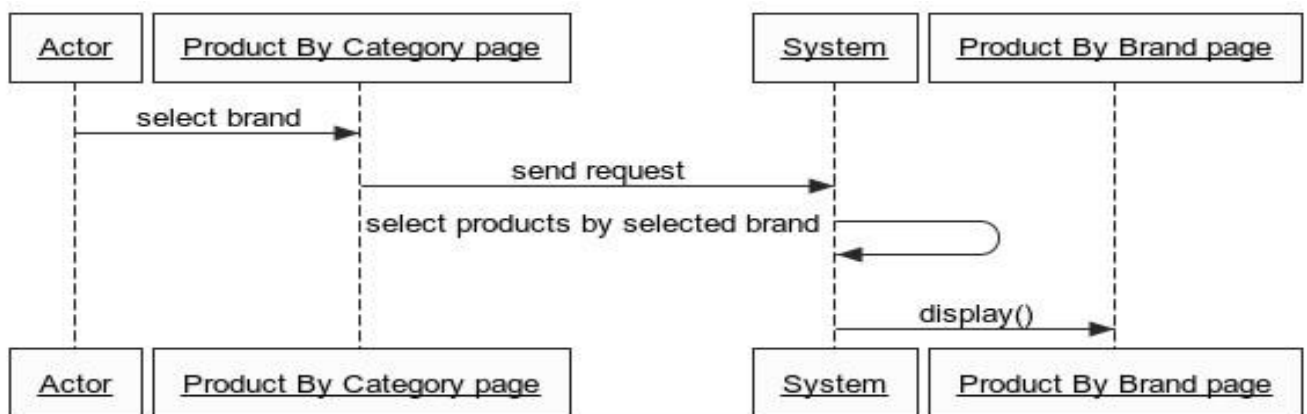 Actor
Product By Category page
System
Product By Brand page
select brand
send request
select products by selected brand
display()
Actor
Product By Category page
System
Product By Brand page